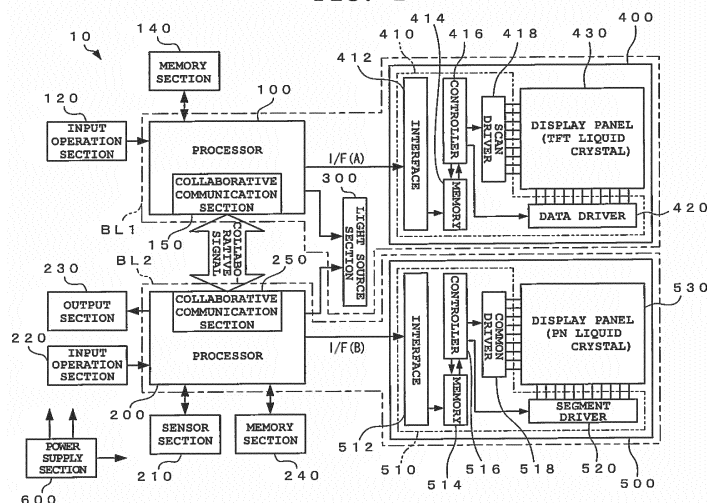 10
140
MEMORY
SECTION
120
INPUT
OPERATION
SECTION
100
PROCESSOR
COLLABORATIVE
COMMUNICATION
SECTION
150
BL1
I/F(A)
300
LIGHT SOURCE
SECTION
COLLABO
RATIVE
SIGNAL
BL2
250
230
OUTPUT
SECTION
220
INPUT
OPERATION
SECTION
COLLABORATIVE
COMMUNICATION
SECTION
PROCESSOR
I/F(B)
200
SENSOR
SECTION
210
MEMORY
SECTION
240
POWER
SUPPLY
SECTION
600
414
410
416
418
430
400
412
INTERFACE
CONTROLLER
MEMORY
SCAN
DRIVER
DISPLAY PANEL
(TFT LIQUID
CRYSTAL)
DATA DRIVER
420
530
INTERFACE
CONTROLLER
MEMORY
COMMON
DRIVER
DISPLAY PANEL
(PN LIQUID
CRYSTAL)
SEGMENT DRIVER
512
510
514
516
518
520
500